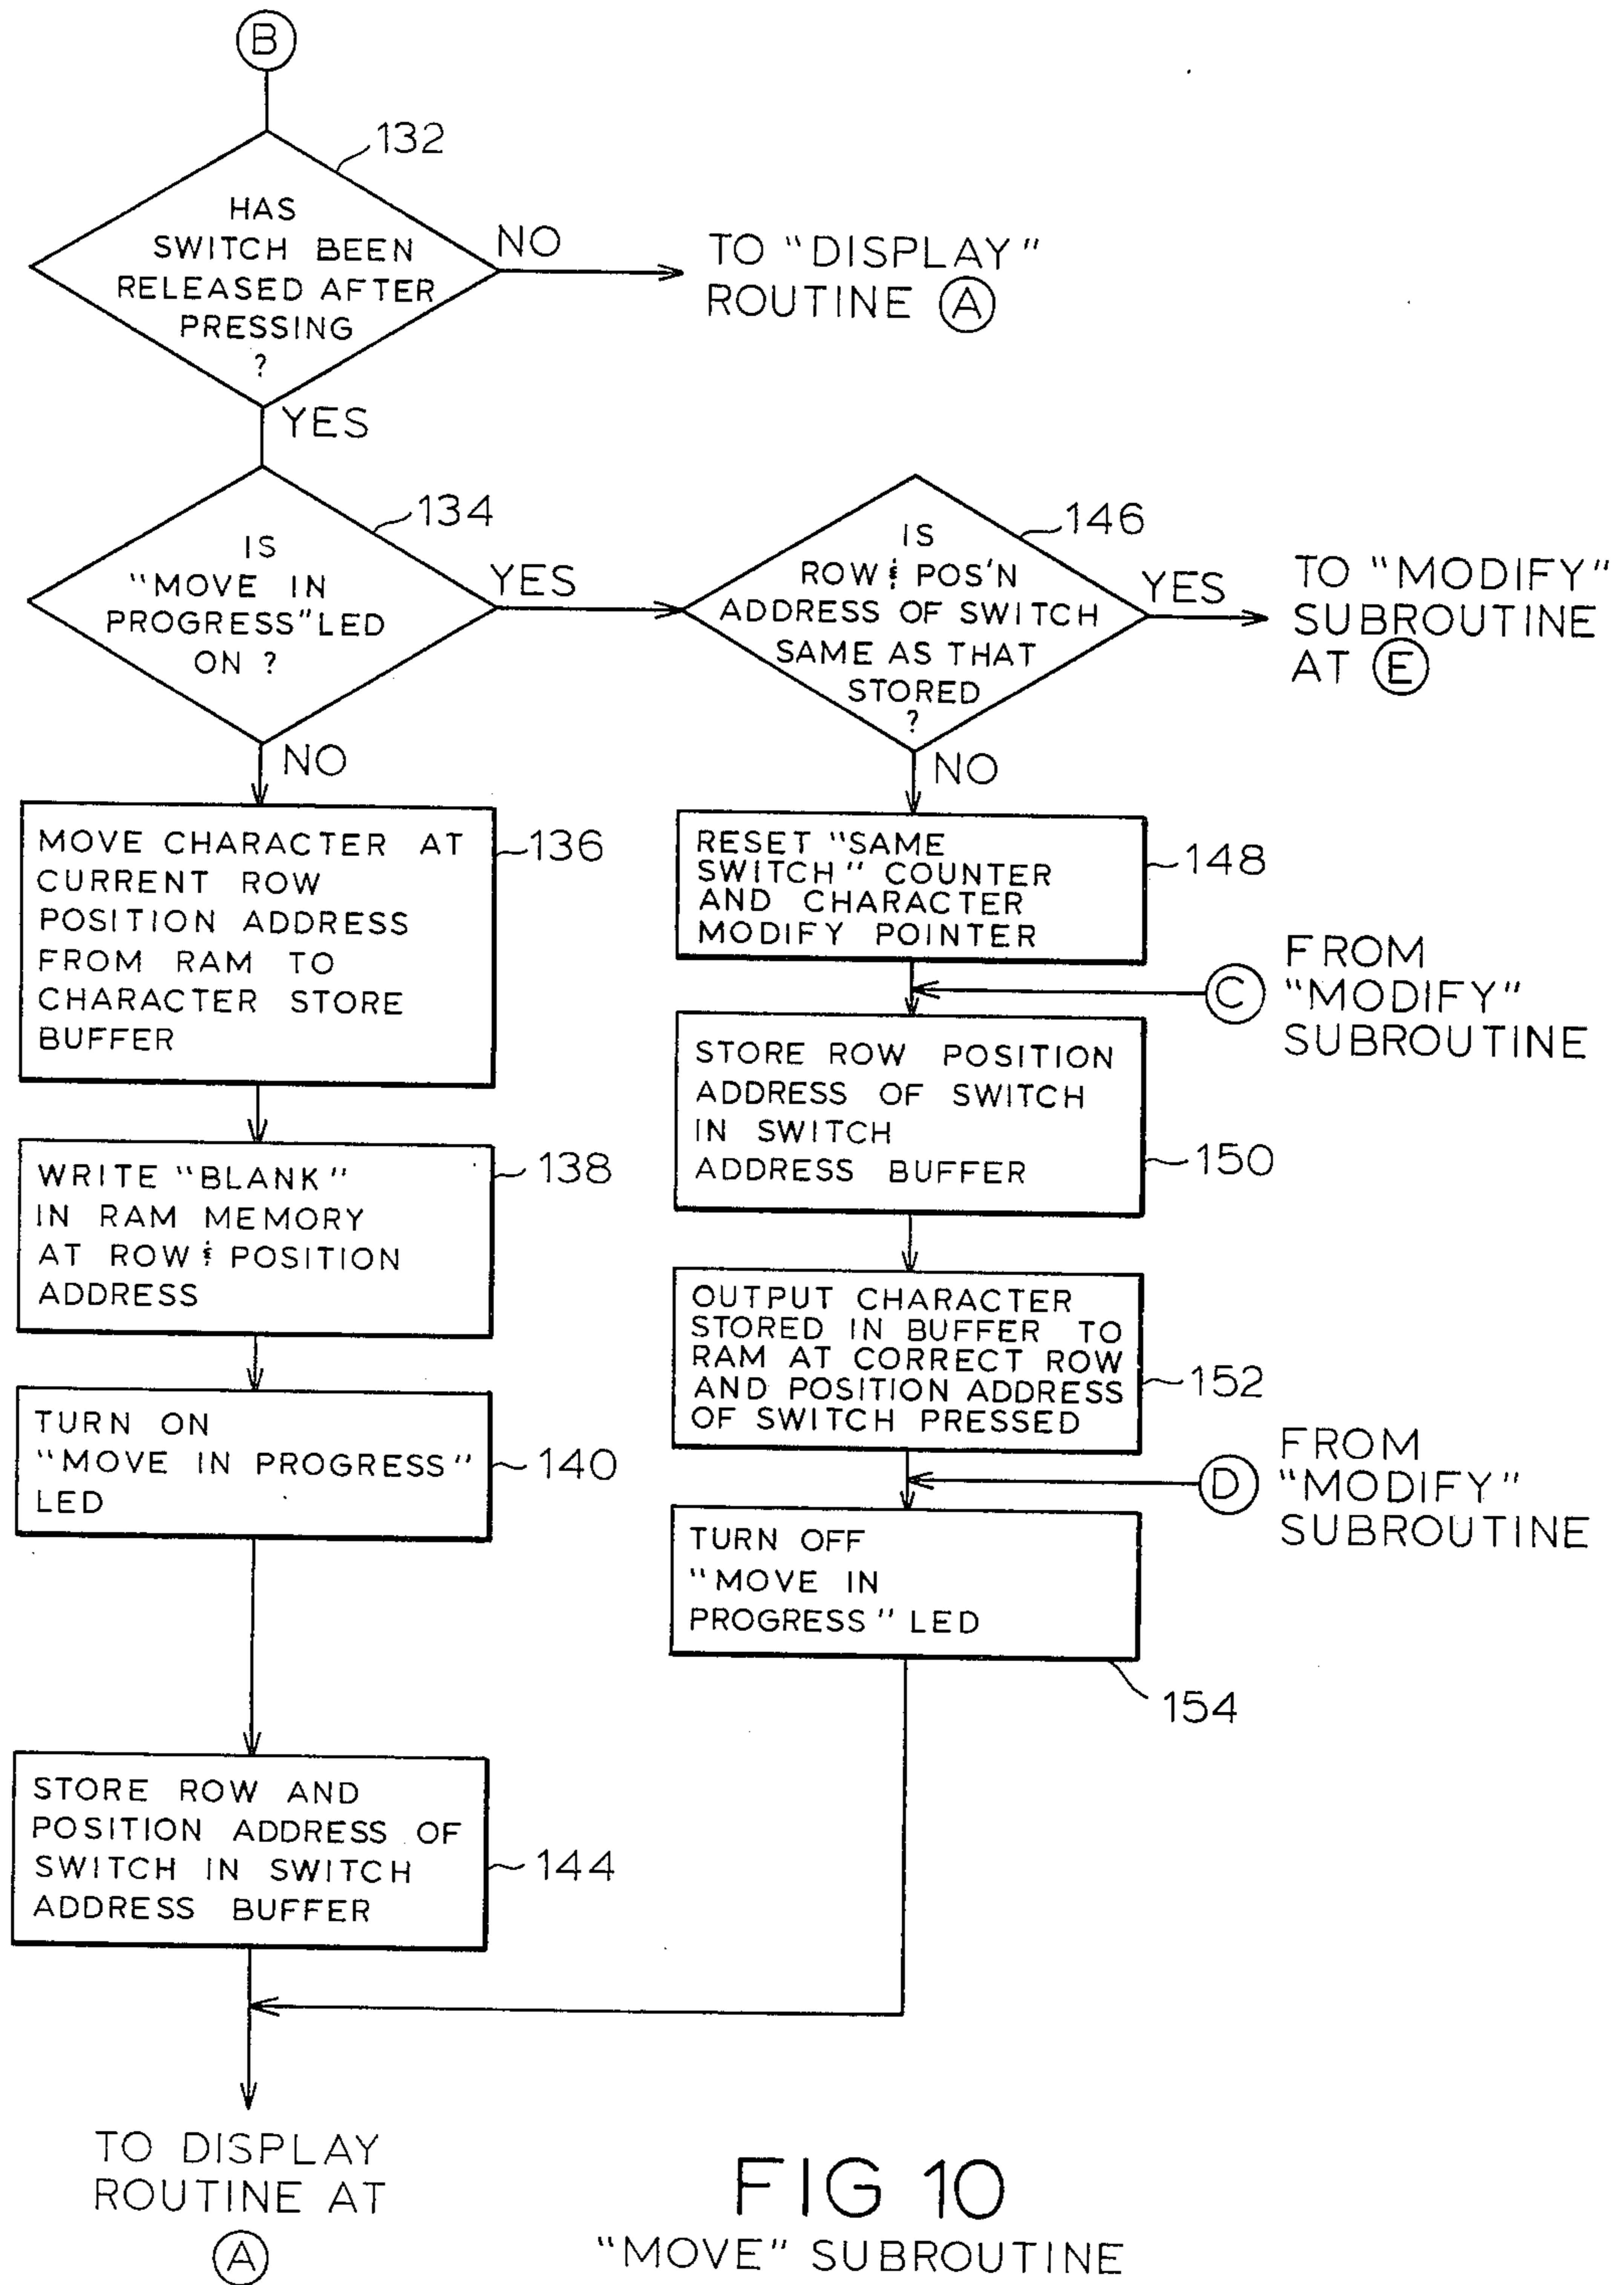 B
132
HAS
SWITCH BEEN
RELEASED AFTER
PRESSING
?
NO
TO "DISPLAY"
ROUTINE A
YES
134
IS
"MOVE IN
PROGRESS" LED
ON ?
YES
146
IS
ROW & POS'N
ADDRESS OF SWITCH
SAME AS THAT
STORED
?
YES
TO "MODIFY"
SUBROUTINE
AT E
NO
NO
MOVE CHARACTER AT
CURRENT ROW
POSITION ADDRESS
FROM RAM TO
CHARACTER STORE
BUFFER
136
RESET "SAME
SWITCH" COUNTER
AND CHARACTER
MODIFY POINTER
148
C
FROM
"MODIFY"
SUBROUTINE
STORE ROW POSITION
ADDRESS OF SWITCH
IN SWITCH
ADDRESS BUFFER
150
WRITE "BLANK"
IN RAM MEMORY
AT ROW & POSITION
ADDRESS
138
OUTPUT CHARACTER
STORED IN BUFFER TO
RAM AT CORRECT ROW
AND POSITION ADDRESS
OF SWITCH PRESSED
152
TURN ON
"MOVE IN PROGRESS"
LED
140
D
FROM
"MODIFY"
SUBROUTINE
TURN OFF
"MOVE IN
PROGRESS" LED
154
STORE ROW AND
POSITION ADDRESS OF
SWITCH IN SWITCH
ADDRESS BUFFER
144
TO DISPLAY
ROUTINE AT
A
FIG 10
"MOVE" SUBROUTINE